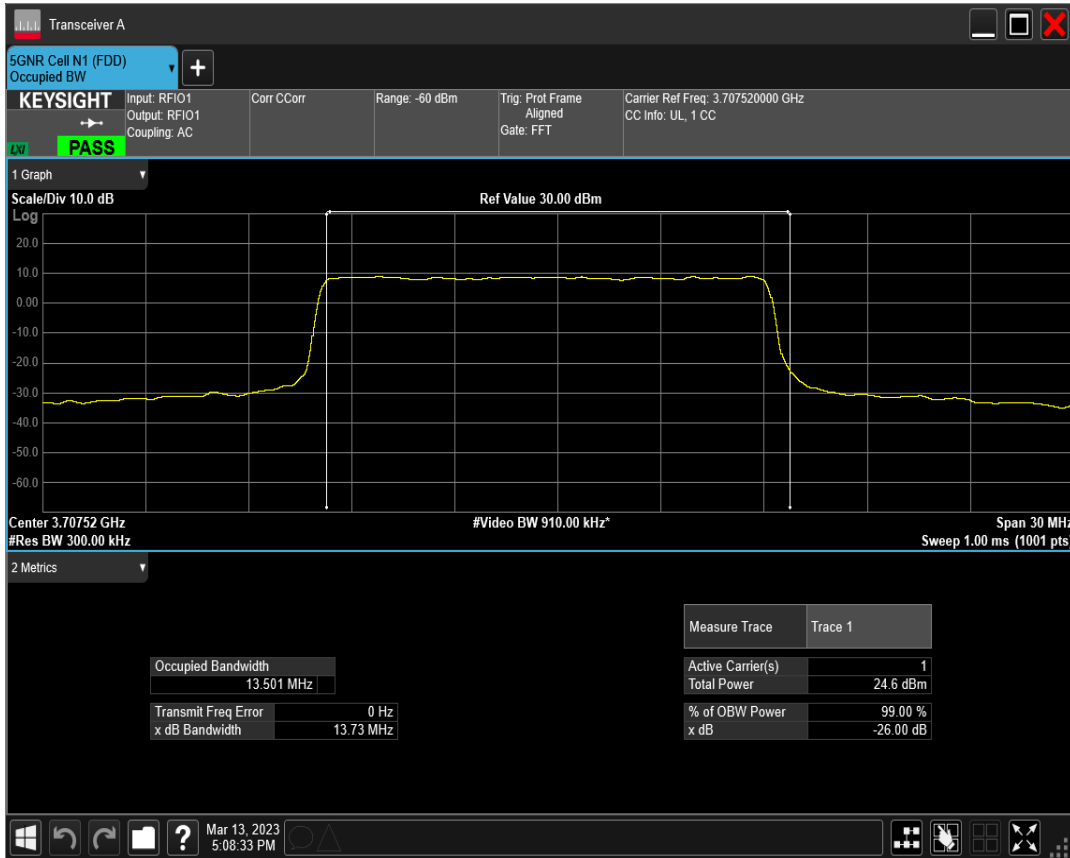 Transceiver A
5GNR Cell N1 (FDD)
Occupied BW
+
KEYSIGHT
LXI
PASS
Input: RFIO1
Output: RFIO1
Coupling: AC
Corr CCorr
Range: -60 dBm
Trig: Prot Frame
Aligned
Gate: FFT
Carrier Ref Freq: 3.707520000 GHz
CC Info: UL, 1 CC
1 Graph
Scale/Div 10.0 dB
Ref Value 30.00 dBm
Log
20.0
10.0
0.00
-10.0
-20.0
-30.0
-40.0
-50.0
-60.0
Center 3.70752 GHz
#Video BW 910.00 kHz*
Span 30 MHz
#Res BW 300.00 kHz
Sweep 1.00 ms (1001 pts)
2 Metrics
Measure Trace Trace 1
Occupied Bandwidth
13.501 MHz
Active Carrier(s) 1
Total Power 24.6 dBm
Transmit Freq Error 0 Hz
x dB Bandwidth 13.73 MHz
% of OBW Power 99.00 %
x dB -26.00 dB
?
Mar 13, 2023
5:08:33 PM